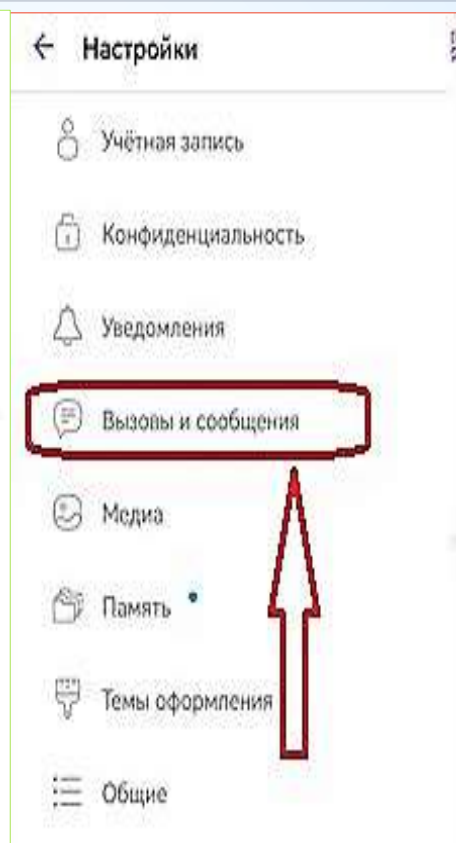 Настройки
Учётная запись
Конфиденциальность
Уведомления
Вызовы и сообщения
Медиа
Память
Темы оформления
Общие